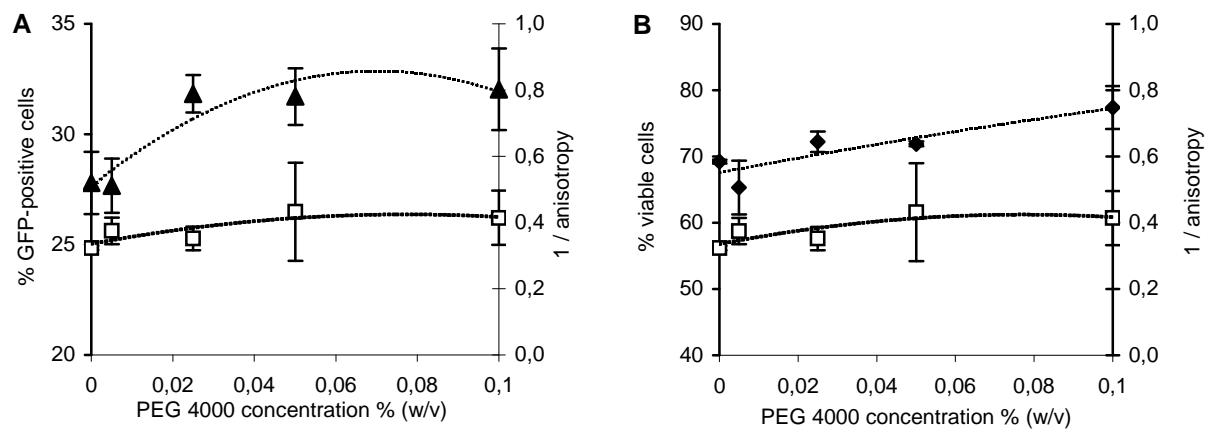 A
% GFP-positive cells
35
30
25
20
1,0
0,8
0,6
0,4
0,2
0,0
1 / anisotropy
0 0,02 0,04 0,06 0,08 0,1
PEG 4000 concentration % (w/v)
B
% viable cells
90
80
70
60
50
40
1,0
0,8
0,6
0,4
0,2
0,0
1 / anisotropy
0 0,02 0,04 0,06 0,08 0,1
PEG 4000 concentration % (w/v)